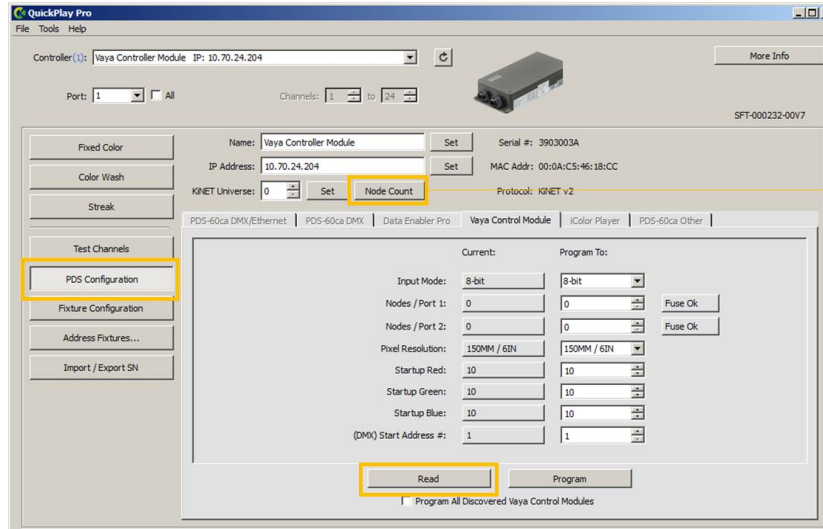 QuickPlay Pro
File Tools Help
Controller(1): Vaya Controller Module IP: 10.70.24.204
More Info
Port: 1 All Channels: 1 to 24
SFT-000232-00V7
Fixed Color
Color Wash
Streak
Test Channels
PDS Configuration
Fixture Configuration
Address Fixtures...
Import / Export SN
Name: Vaya Controller Module Set Serial #: 3903003A
IP Address: 10.70.24.204 Set MAC Addr: 00:0A:C5:46:18:CC
KiNET Universe: 0 Set Node Count Protocol: KiNET v2
PDS-60ca DMX/Ethernet PDS-60ca DMX Data Enabler Pro Vaya Control Module iColor Player PDS-60ca Other
Current: Program To:
Input Mode: 8-bit 8-bit
Nodes / Port 1: 0 0 Fuse Ok
Nodes / Port 2: 0 0 Fuse Ok
Pixel Resolution: 150MM / 6IN 150MM / 6IN
Startup Red: 10 10
Startup Green: 10 10
Startup Blue: 10 10
(DMX) Start Address #: 1 1
Read Program
Program All Discovered Vaya Control Modules